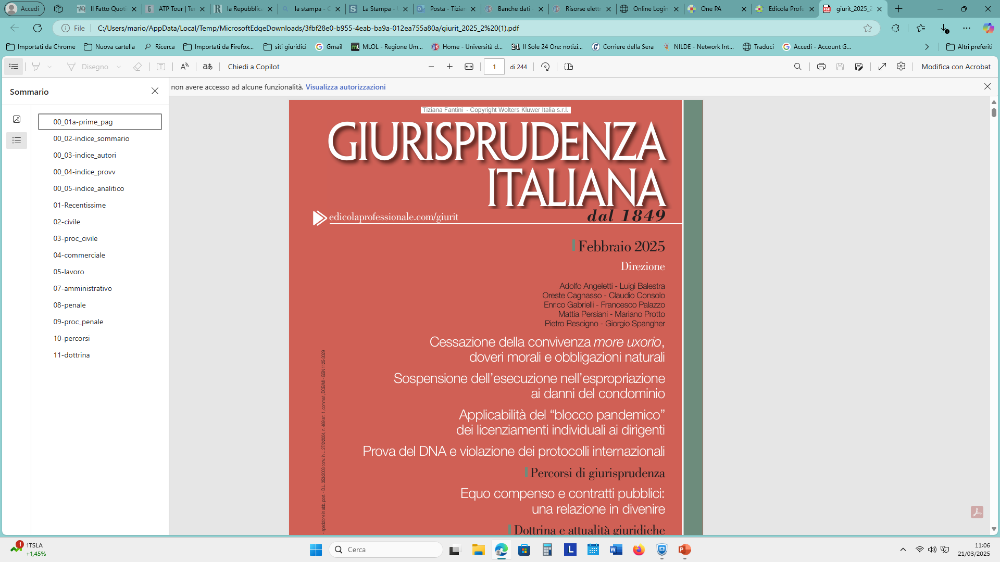 Accedi
Il Fatto Quoti
ATP Tour | Te
la Repubblica
la stampa - C
La Stampa -
Posta - Tizian
Banche dati -
Risorse elettr
Online Login
One PA
Edicola Profe
giurit_2025_2
File
C:/Users/mario/AppData/Local/Temp/MicrosoftEdgeDownloads/3fbf28e0-b955-4eab-ba9a-012ea755a80a/giurit_2025_2%20(1).pdf
Importati da Chrome
Nuova cartella
Ricerca
Importati da Firefox...
siti giuridici
Gmail
MLOL - Regione Um...
Home - Università d...
Il Sole 24 Ore: notizi...
Corriere della Sera
NILDE - Network Int...
Traduci
Accedi - Account G...
Altri preferiti
Disegno
Chiedi a Copilot
1
di 244
Modifica con Acrobat
Sommario
non avere accesso ad alcune funzionalità. Visualizza autorizzazioni
00_01a-prime_pag
00_02-indice_sommario
00_03-indice_autori
00_04-indice_provv
00_05-indice_analitico
01-Recentissime
02-civile
03-proc_civile
04-commerciale
05-lavoro
07-amministrativo
08-penale
09-proc_penale
10-percorsi
11-dottrina
Tiziana Fantini - Copyright Wolters Kluwer Italia s.r.l.
GIURISPRUDENZA
ITALIANA
edicolaprofessionale.com/giurit
dal 1849
Febbraio 2025
Direzione
Adolfo Angeletti - Luigi Balestra
Oreste Cagnasso - Claudio Consolo
Enrico Gabrielli - Francesco Palazzo
Mattia Persiani - Mariano Protto
Pietro Rescigno - Giorgio Spangher
Cessazione della convivenza more uxorio,
doveri morali e obbligazioni naturali
Sospensione dell'esecuzione nell'espropriazione
ai danni del condominio
Applicabilità del “blocco pandemico”
dei licenziamenti individuali ai dirigenti
Prova del DNA e violazione dei protocolli internazionali
Percorsi di giurisprudenza
Equo compenso e contratti pubblici:
una relazione in divenire
Dottrina e attualità giuridiche
- spedizione in abb. post. - D.L. 353/2003 conv. in L. 27/2/2004, n. 46 art. 1, comma1, DCB/MI - ISSN 1125-3029
1
1TSLA
+1,45%
Cerca
11:06
21/03/2025